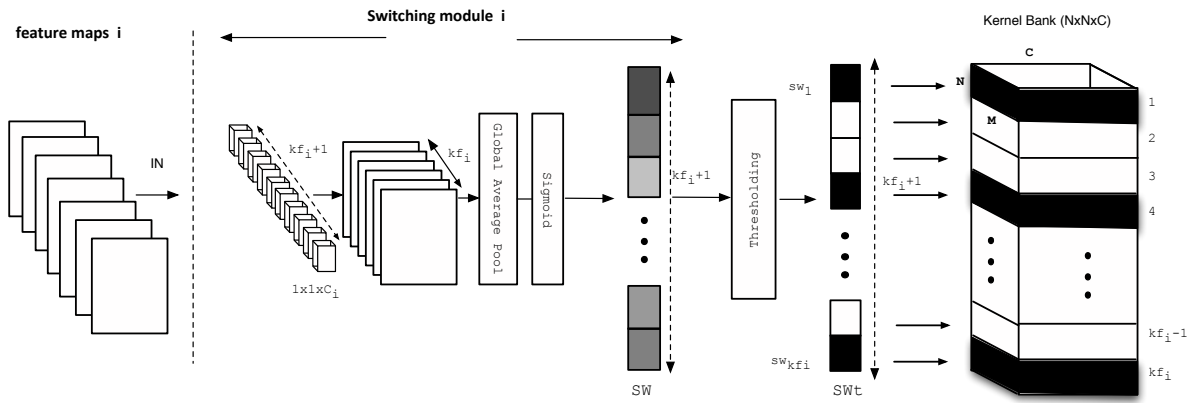 Switching module i
feature maps i
Kernel Bank (NxNxC)
C
N
M
IN
kf_i+1
1x1xC_i
kf_i
Global Average Pool
Sigmoid
kf_i+1
SW
Thresholding
sw_1
kf_i+1
sw_kfi
SWt
1
2
3
4
kf_i-1
kf_i